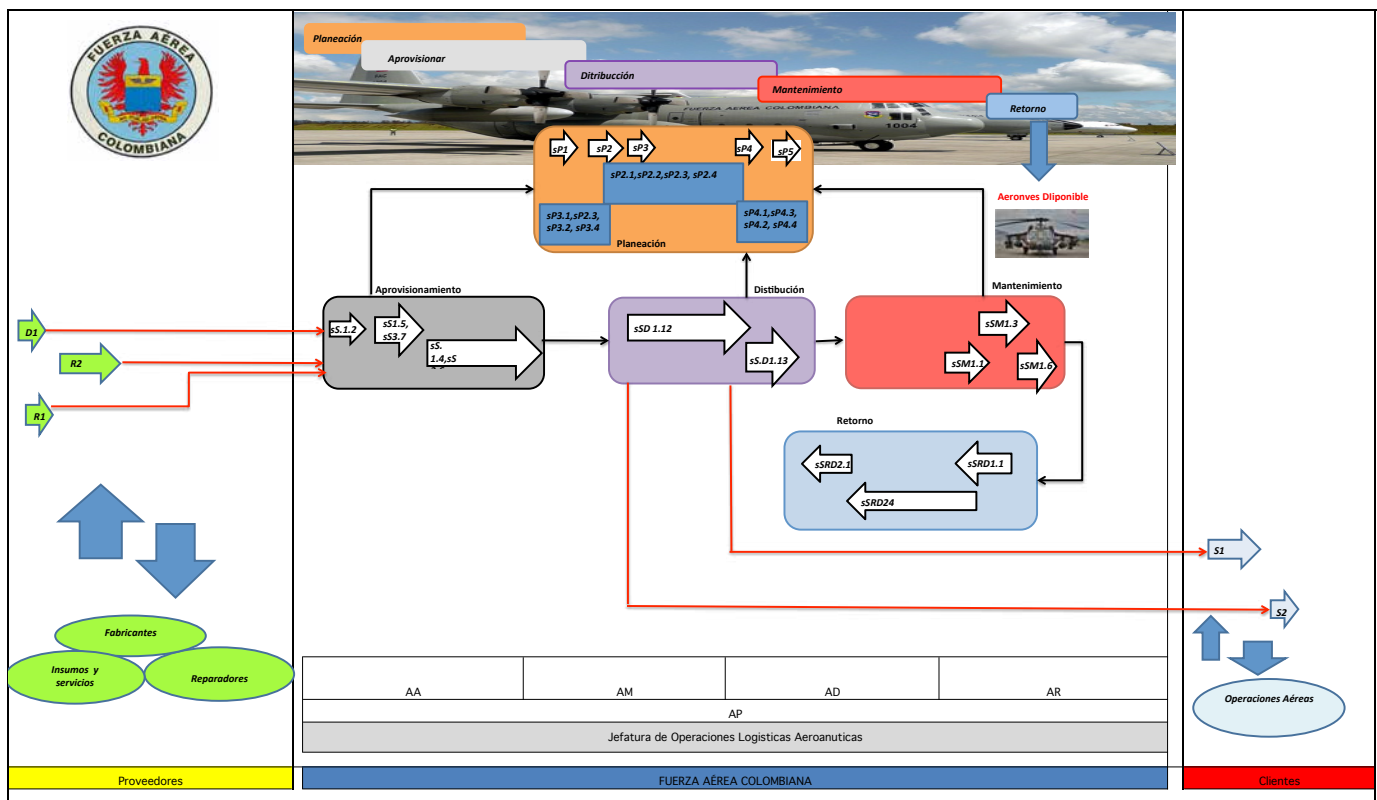 FUERZA AÉREA
COLOMBIANA
Planeación
Aprovisionar
Ditribucción
Mantenimiento
Retorno
FUERZA AEREA COLOMBIANA
1004
sP1
sP2
sP3
sP4
sP5
sP2.1,sP2.2,sP2.3, sP2.4
sP3.1,sP2.3,
sP3.2, sP3.4
sP4.1,sP4.3,
sP4.2, sP4.4
Planeación
Aeronves DIiponible
Aprovisionamiento
Distibución
Mantenimiento
D1
R2
R1
sS.1.2
sS1.5,
sS3.7
sS.
1.4,sS
sSD 1.12
sS.D1.13
sSM1.3
sSM1.1
sSM1.6
Retorno
sSRD2.1
sSRD1.1
sSRD24
S1
S2
Fabricantes
Insumos y
servicios
Reparadores
Operaciones Aéreas
AA
AM
AD
AR
AP
Jefatura de Operaciones Logisticas Aeroanuticas
Proveedores
FUERZA AÉREA COLOMBIANA
Clientes